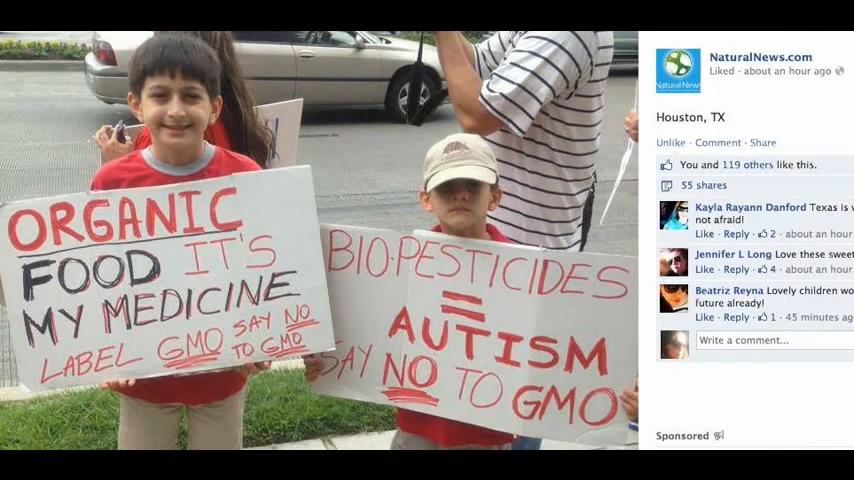 ORGANIC
FOOD IT'S
MY MEDICINE
LABEL GMO SAY NO
TO GMO
BIO-PESTICIDES
=
AUTISM
SAY NO TO GMO
Natural News
NaturalNews.com
Liked · about an hour ago
Houston, TX
Unlike · Comment · Share
You and 119 others like this.
55 shares
Kayla Rayann Danford Texas is
not afraid!
Like · Reply · 2 · about an hour
Jennifer L Long Love these sweet
Like · Reply · 4 · about an hour
Beatriz Reyna Lovely children wo
future already!
Like · Reply · 1 · 45 minutes ag
Write a comment...
Sponsored